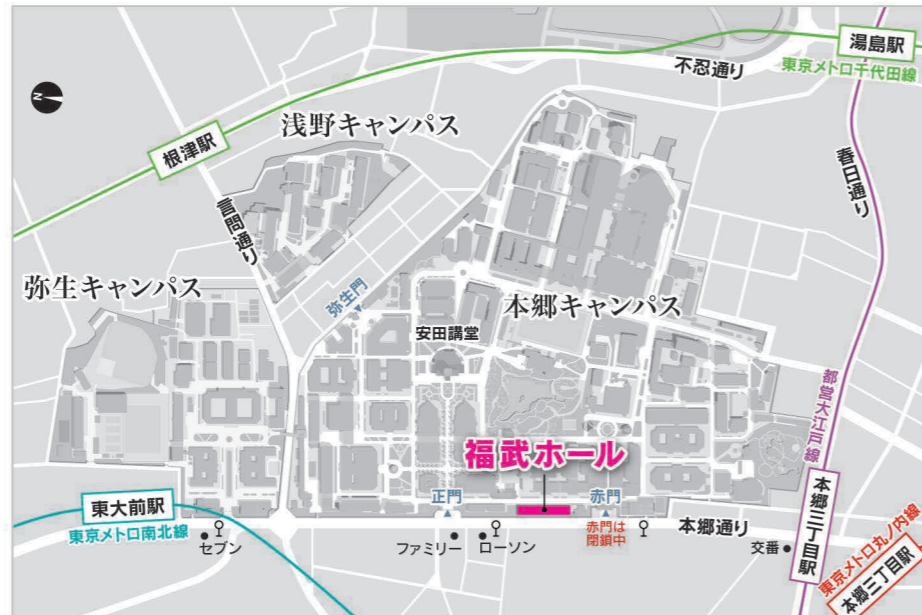 湯島駅
東京メトロ千代田線
不忍通り
N
浅野キャンパス
根津駅
春日通り
言問通り
弥生キャンパス
弥生門
本郷キャンパス
安田講堂
都営大江戸線
福武ホール
東大前駅
東京メトロ南北線
正門
赤門
赤門は
閉鎖中
本郷通り
セブン
ファミリー
ローソン
交番
本郷三丁目駅
東京メトロ丸ノ内線
本郷三丁目駅